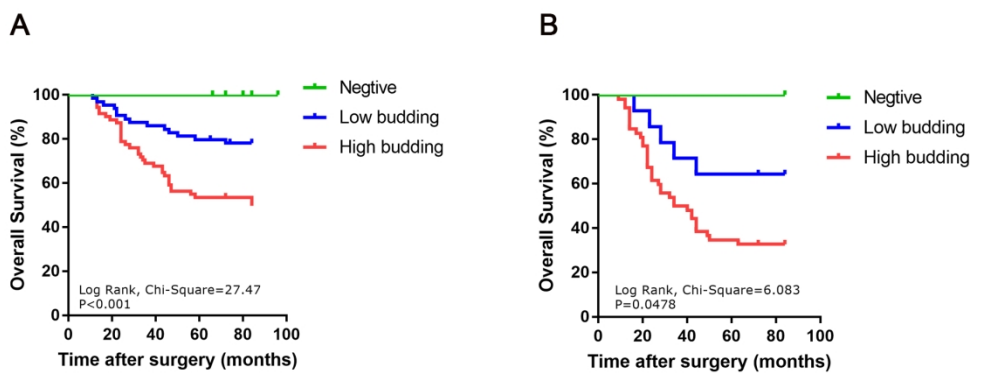 A
B
Negtive
Low budding
High budding
Overall Survival (%)
100
80
60
40
20
0
Log Rank, Chi-Square=27.47
P<0.001
0 20 40 60 80 100
Time after surgery (months)
Negtive
Low budding
High budding
Overall Survival (%)
100
80
60
40
20
0
Log Rank, Chi-Square=6.083
P=0.0478
0 20 40 60 80 100
Time after surgery (months)